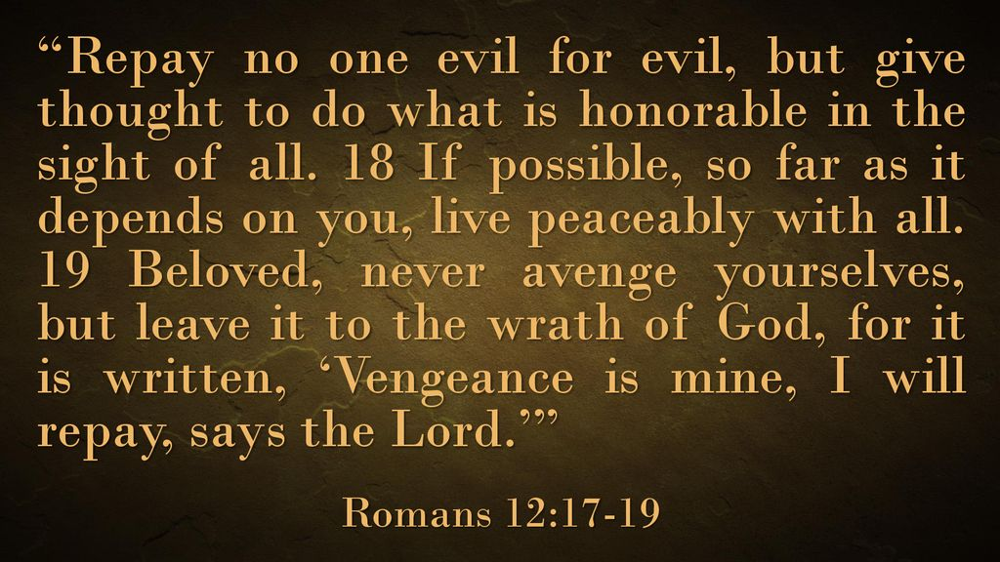 “Repay no one evil for evil, but give
thought to do what is honorable in the
sight of all. 18 If possible, so far as it
depends on you, live peaceably with all.
19 Beloved, never avenge yourselves,
but leave it to the wrath of God, for it
is written, ‘Vengeance is mine, I will
repay, says the Lord.’”
Romans 12:17-19